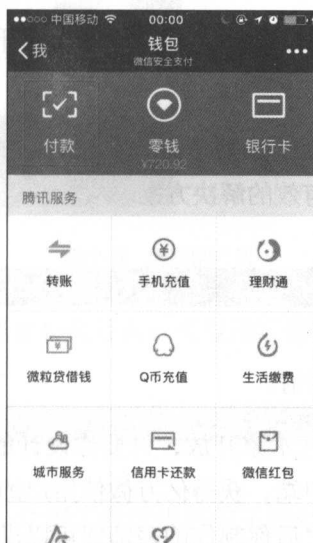 中国移动 00:00
我 钱包
微信安全支付
付款 零钱 银行卡
¥720.92
腾讯服务
转账 手机充值 理财通
微粒贷借钱 Q币充值 生活缴费
城市服务 信用卡还款 微信红包